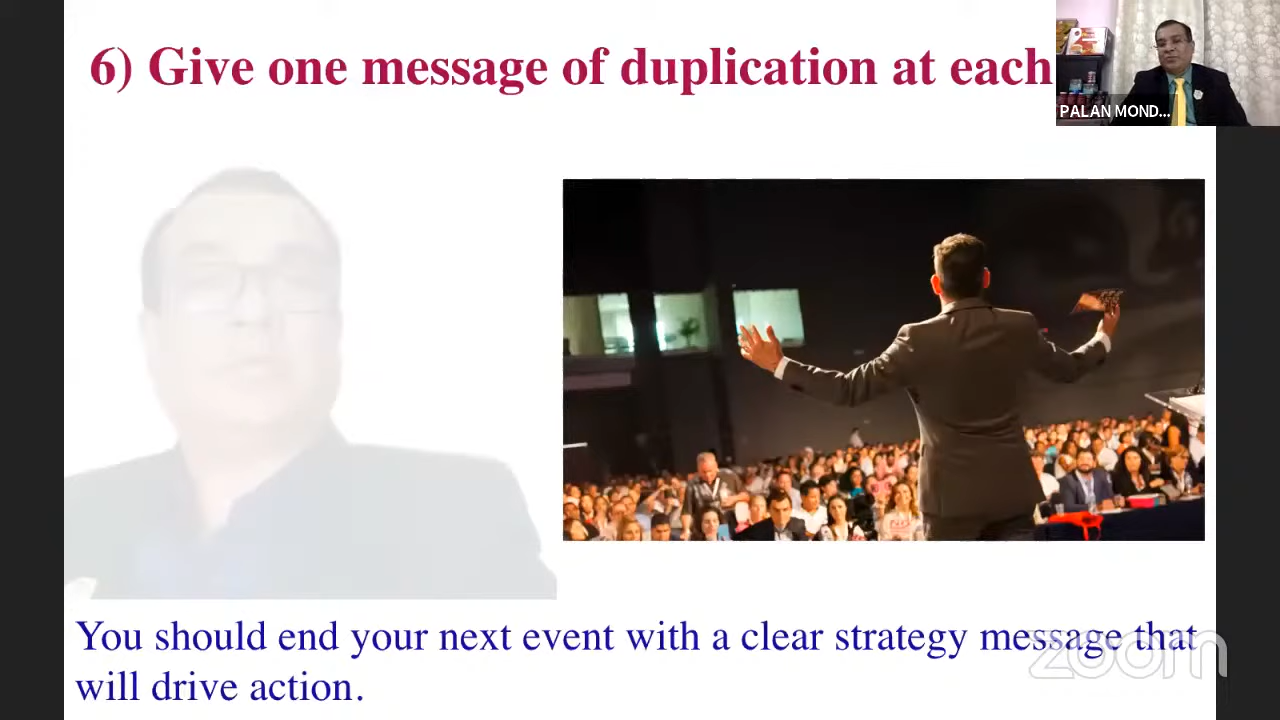 6) Give one message of duplication at each
PALAN MOND...
You should end your next event with a clear strategy message that
will drive action.
zoom